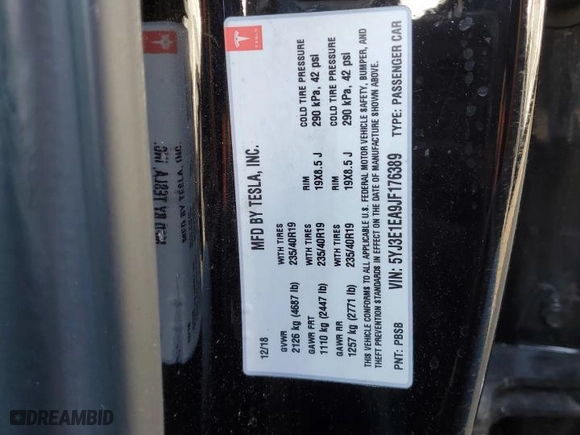 TESLA
MFD BY TESLA, INC.
12/18
GVWR WITH TIRES RIM COLD TIRE PRESSURE
2126 kg (4687 lb) 235/40R19 19X8.5 J 290 kPa, 42 psi
GAWR FRT WITH TIRES RIM COLD TIRE PRESSURE
1110 kg (2447 lb) 235/40R19 19X8.5 J 290 kPa, 42 psi
GAWR RR WITH TIRES
1257 kg (2771 lb) 235/40R19
THIS VEHICLE CONFORMS TO ALL APPLICABLE U.S. FEDERAL MOTOR VEHICLE SAFETY, BUMPER, AND
THEFT PREVENTION STANDARDS IN EFFECT ON THE DATE OF MANUFACTURE SHOWN ABOVE.
PNT: PBSB VIN: 5YJ3E1EA9JF176389 TYPE: PASSENGER CAR
MFD BY TESLA, INC.
DREAMBID